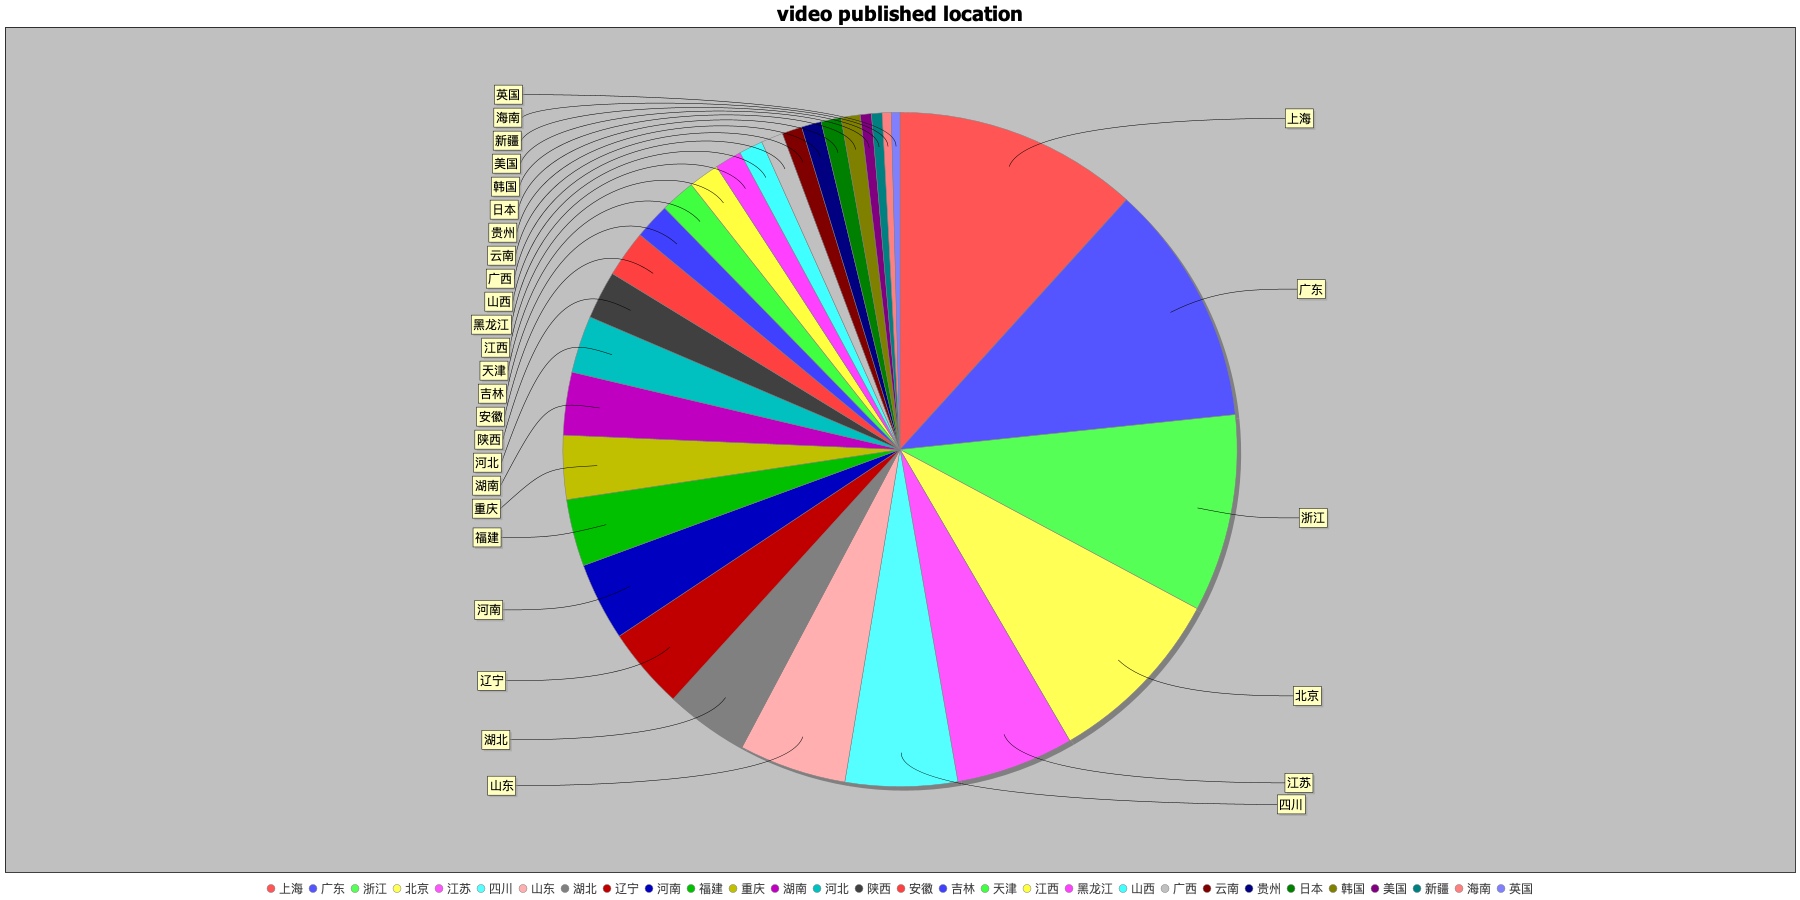 video published location
英国
海南
新疆
美国
韩国
日本
贵州
云南
广西
山西
黑龙江
江西
天津
吉林
安徽
陕西
河北
湖南
重庆
福建
河南
辽宁
湖北
山东
上海
广东
浙江
北京
江苏
四川
上海 广东 浙江 北京 江苏 四川 山东 湖北 辽宁 河南 福建 重庆 湖南 河北 陕西 安徽 吉林 天津 江西 黑龙江 山西 广西 云南 贵州 日本 韩国 美国 新疆 海南 英国